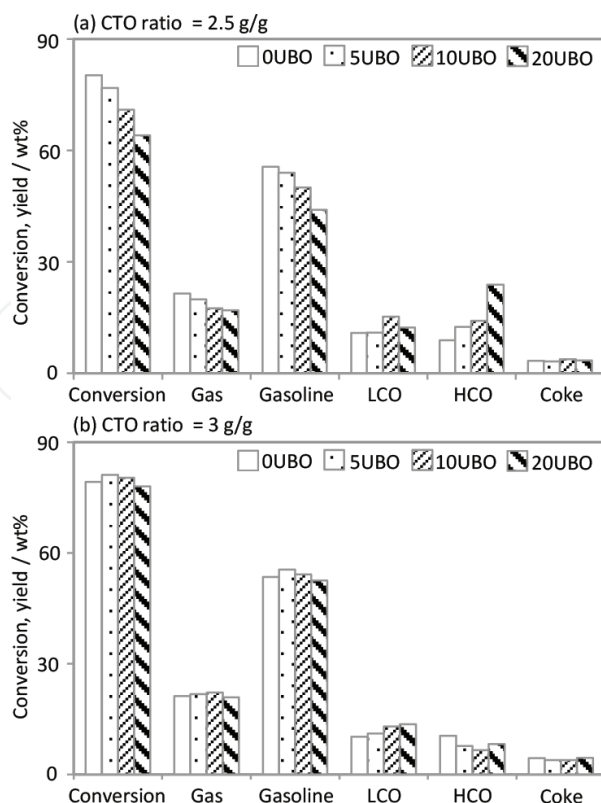 (a) CTO ratio = 2.5 g/g
90
0UBO 5UBO 10UBO 20UBO
60
30
0
Conversion, yield / wt%
Conversion Gas Gasoline LCO HCO Coke
(b) CTO ratio = 3 g/g
90
0UBO 5UBO 10UBO 20UBO
60
30
0
Conversion, yield / wt%
Conversion Gas Gasoline LCO HCO Coke